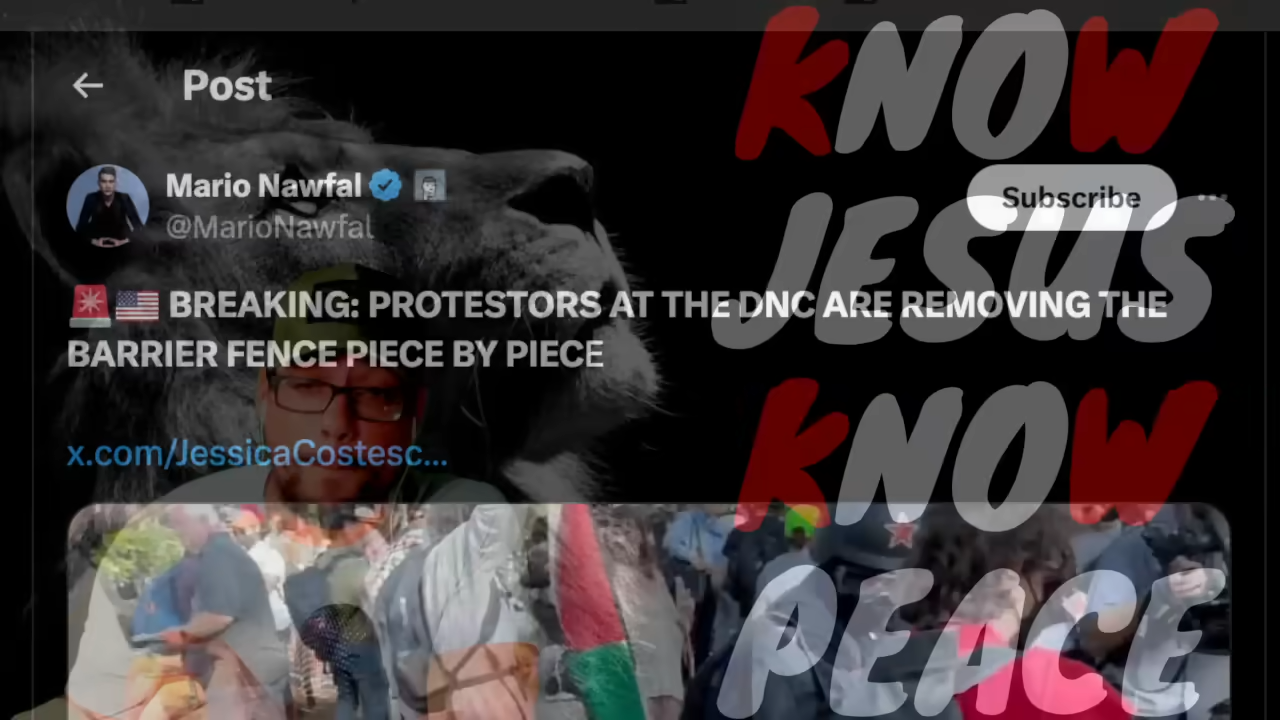 Post
Mario Nawfal
@MarioNawfal
Subscribe
🚨🇺🇸 BREAKING: PROTESTORS AT THE DNC ARE REMOVING THE
BARRIER FENCE PIECE BY PIECE
x.com/JessicaCostesc...
KNOW
JESUS
KNOW
PEACE